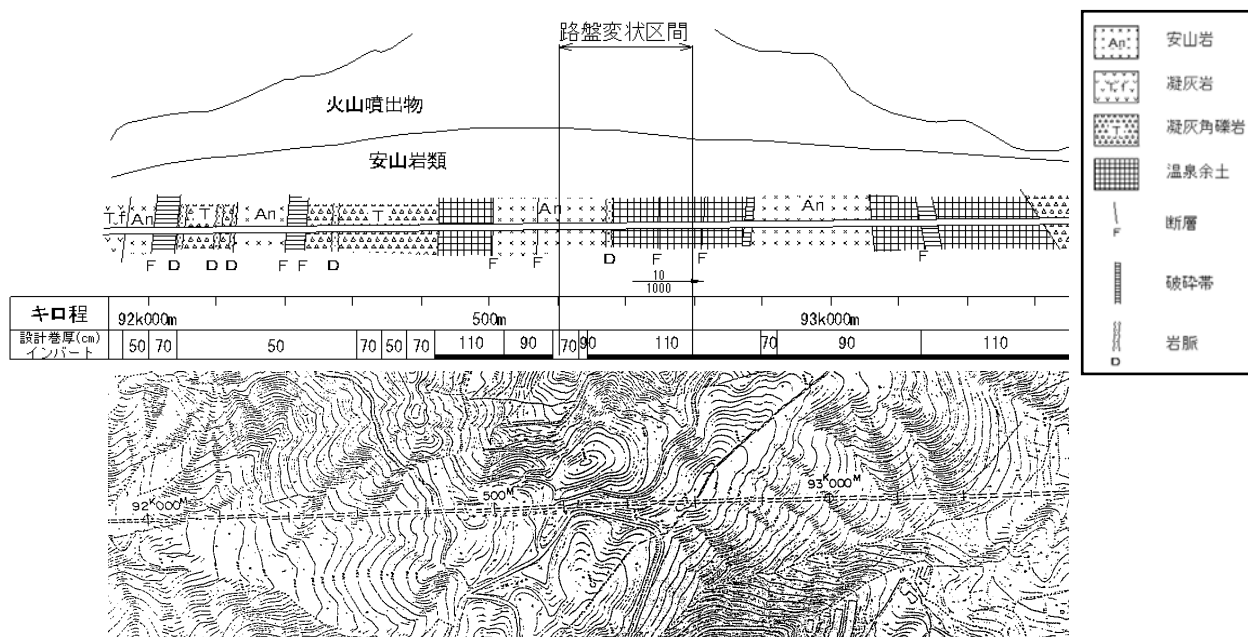 路盤変状区間
火山噴出物
安山岩類
T.f An T An T An An
F D D D F F D F F D F F F
10
1000
キロ程 92k000m 500m 93k000m
設計巻厚(cm)
インバート
50 70 50 70 50 70 110 90 70 90 110 70 90 110
92K000M 500M 93K000M
An 安山岩
T.f 凝灰岩
T 凝灰角礫岩
温泉余土
F 断層
破砕帯
D 岩脈